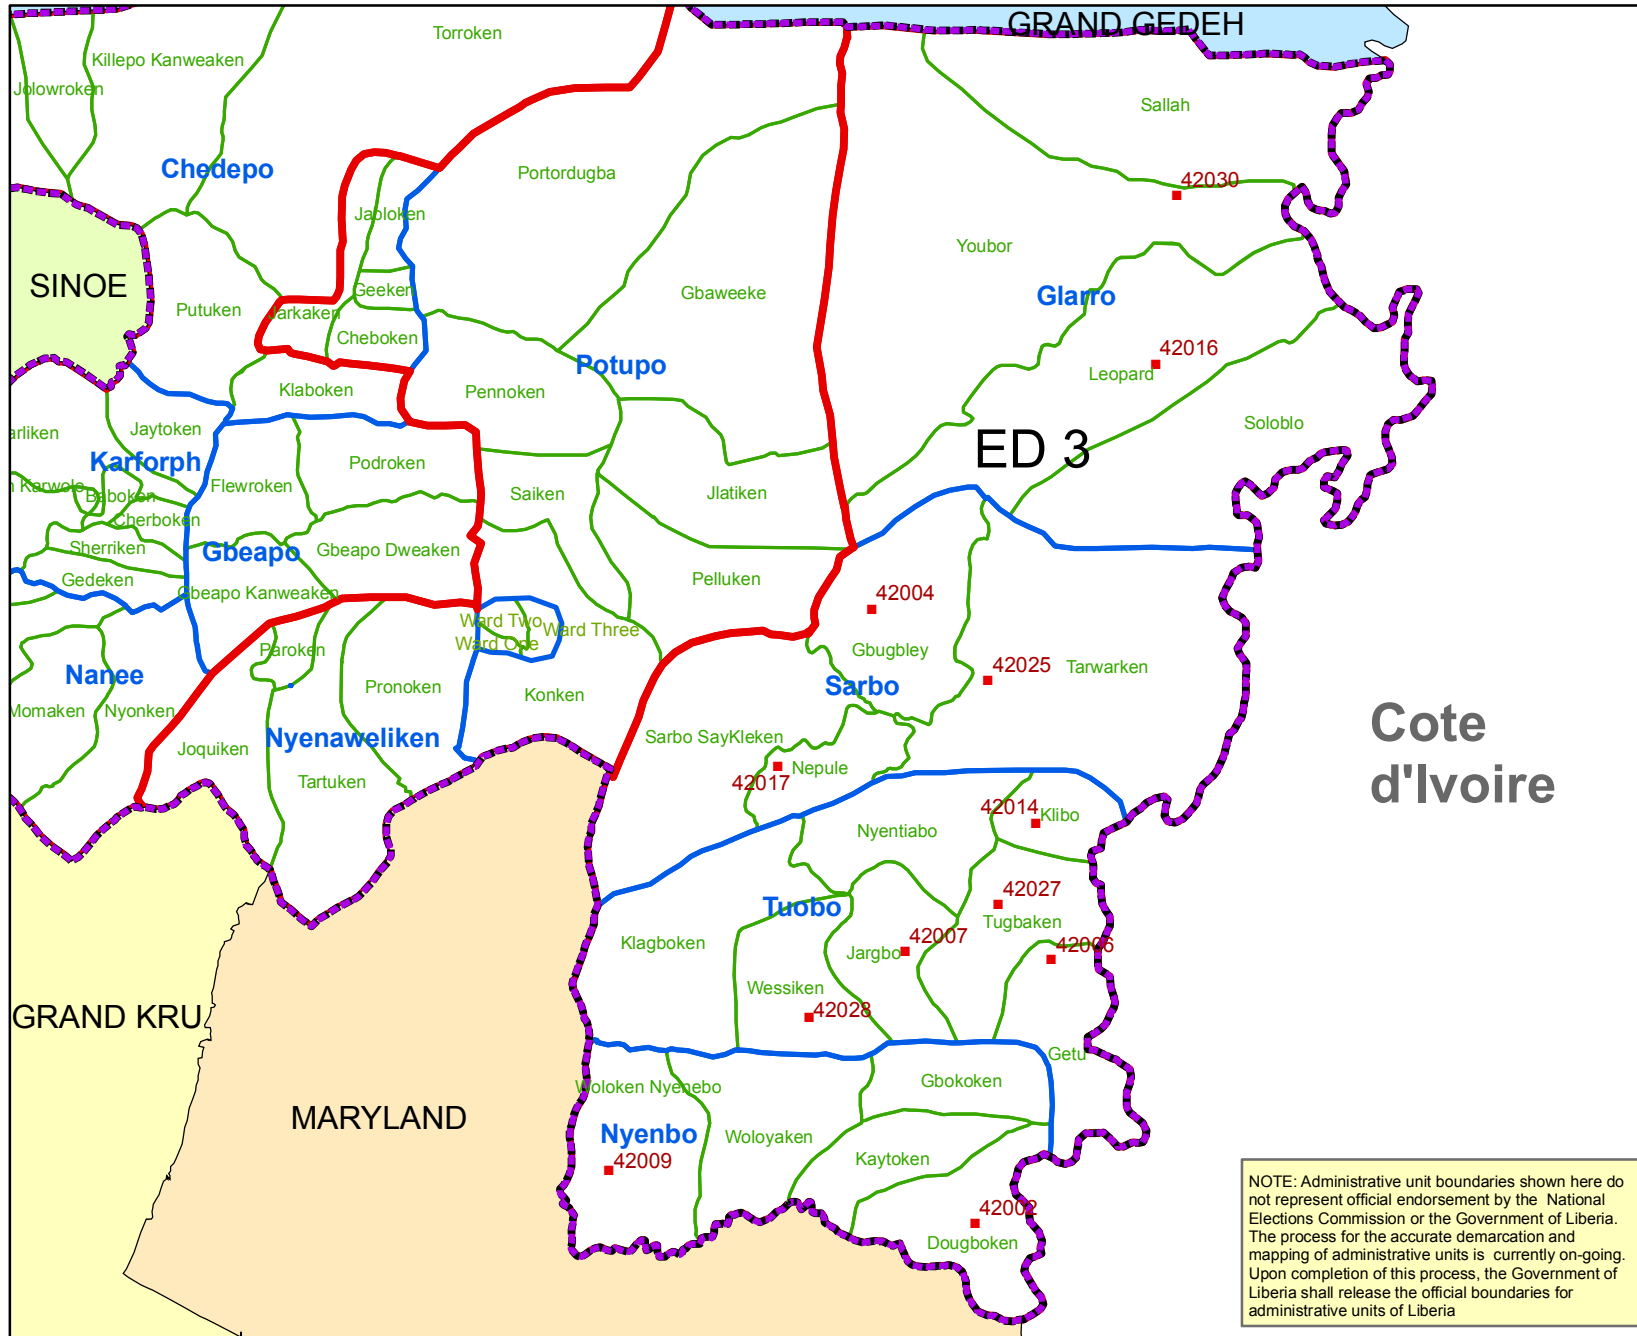 GRAND GEDEH
Torroken
Killepo Kanweaken
Jolowroken
Sallah
Chedepo
Portordugba
42030
Jabloken
Youbor
SINOE
Geeken
Gbaweeke
Glarro
Putuken
Jarkaken
Cheboken
42016
Potupo
Leopard
Klaboken
Pennoken
Soloblo
arliken
Jaytoken
ED 3
Karforph
Podroken
n Karwole
Baboken
Flewroken
Saiken
Jlatiken
Cherboken
Sherriken
Gbeapo
Gbeapo Dweaken
Gedeken
Gbeapo Kanweaken
Pelluken
42004
Ward Two
Ward Three
Ward One
Paroken
Gbugbley
42025
Tarwarken
Nanee
Pronoken
Konken
Sarbo
Momaken
Nyonken
Cote
d'Ivoire
Joquiken
Nyenaweliken
Sarbo SayKleken
Nepule
42017
Tartuken
42014
Klibo
Nyentiabo
42027
Tuobo
Tugbaken
Klagboken
42007
Jargbo
42006
Wessiken
42028
GRAND KRU
Getu
Woloken Nyenebo
Gbokoken
MARYLAND
Nyenbo
Woloyaken
42009
Kaytoken
42002
Dougboken
NOTE: Administrative unit boundaries shown here do
not represent official endorsement by the National
Elections Commission or the Government of Liberia.
The process for the accurate demarcation and
mapping of administrative units is currently on-going.
Upon completion of this process, the Government of
Liberia shall release the official boundaries for
administrative units of Liberia